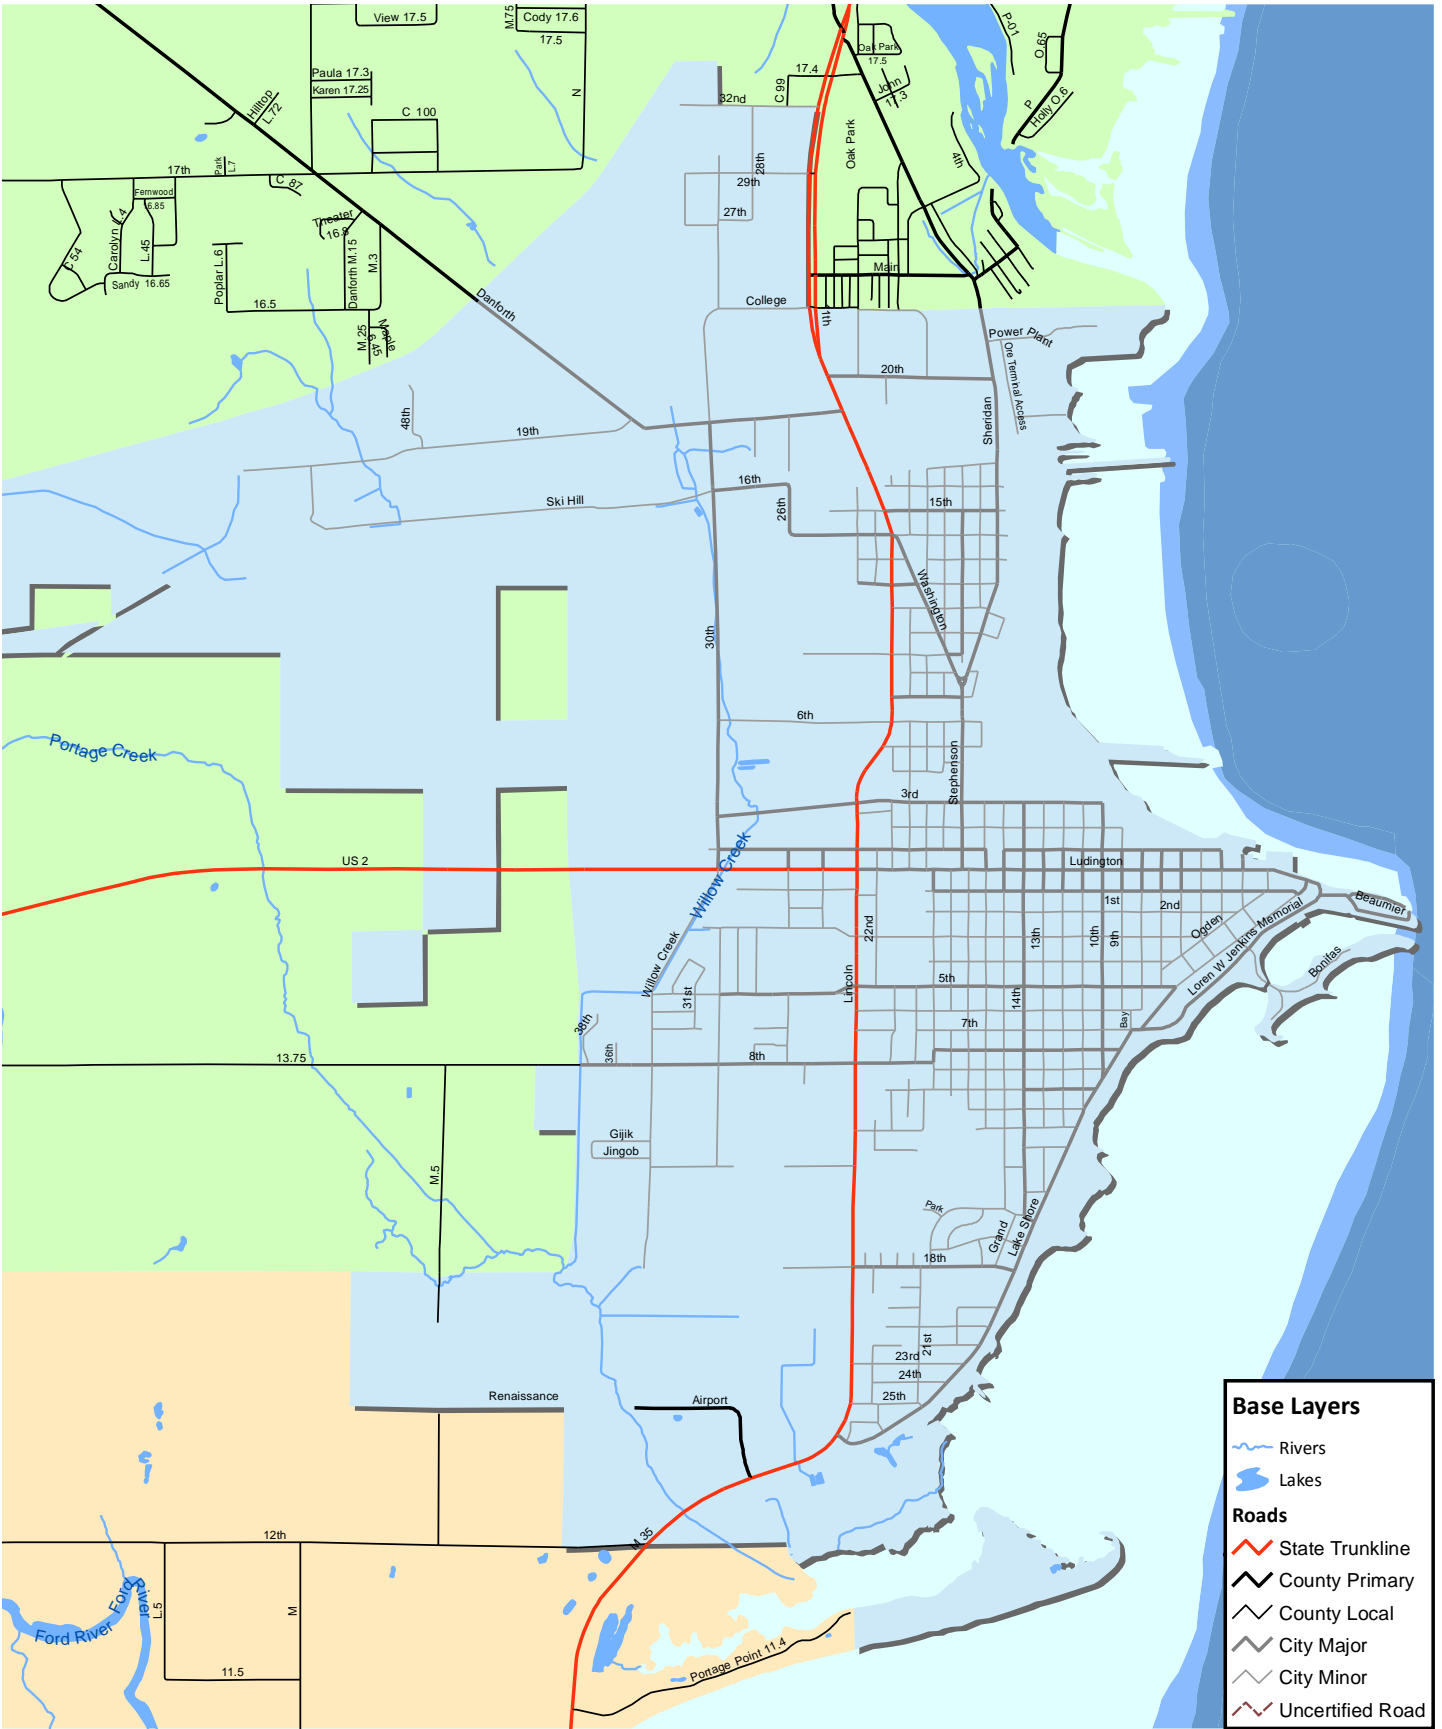 View 17.5
M.75
Cody 17.6
17.5
P-01
O.65
Oak Park
17.5
Paula 17.3
Karen 17.25
17.4
C 99
John
17.3
N
P
Holly O.6
Hilltop
L.72
C 100
32nd
Oak Park
4th
17th
Park
L.7
28th
29th
C 87
Fernwood
6.85
27th
Theater
16.8
Carolyn L.4
L.45
C 54
Sandy 16.65
Poplar L.6
Danforth M.15
M.3
Main
16.5
Danforth
College
1th
M.25
6.45
Maple
Power Plant
Ore Terminal Access
20th
Sheridan
48th
19th
16th
Ski Hill
26th
15th
Washington
30th
6th
Portage Creek
Stephenson
3rd
US 2
Ludington
Willow Creek
1st
2nd
Beaumier
Ogden
22nd
13th
10th
9th
Loren W Jenkins Memorial
Bonifas
Willow Creek
31st
Lincoln
5th
14th
Bay
38th
36th
7th
13.75
8th
Gijik
Jingob
M.5
Park
Grand
Lake Shore
18th
21st
23rd
24th
25th
Renaissance
Airport
12th
M 35
Ford River
Ford River
L.5
M
11.5
Portage Point 11.4
Base Layers
Rivers
Lakes
Roads
State Trunkline
County Primary
County Local
City Major
City Minor
Uncertified Road